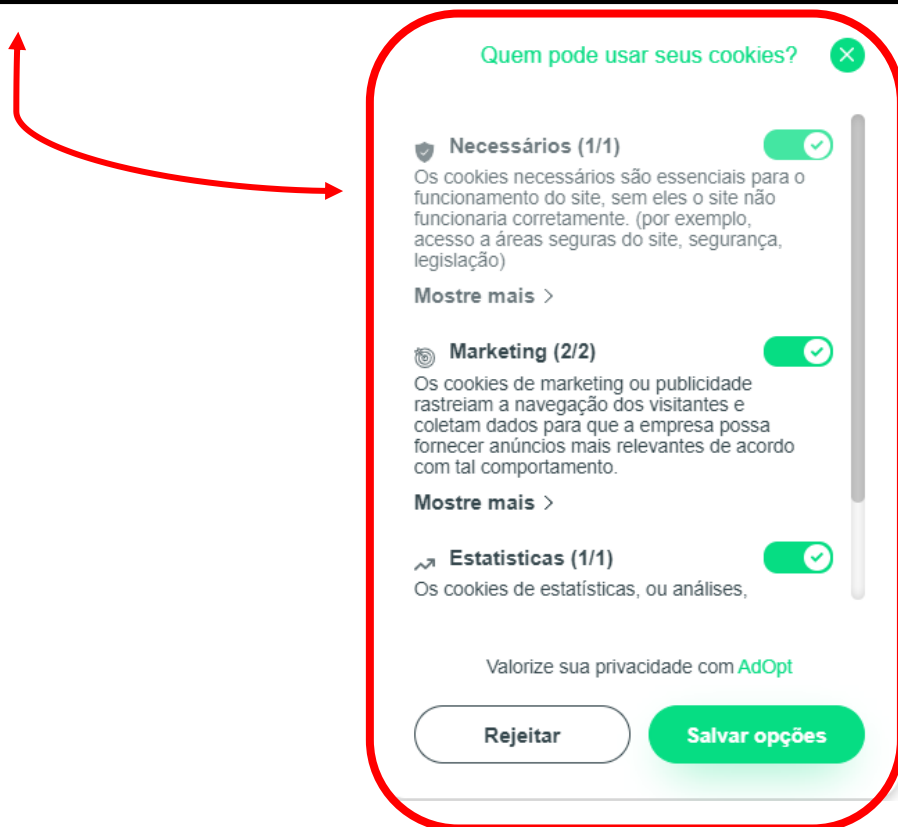 Quem pode usar seus cookies?
Necessários (1/1)
Os cookies necessários são essenciais para o
funcionamento do site, sem eles o site não
funcionaria corretamente. (por exemplo,
acesso a áreas seguras do site, segurança,
legislação)
Mostre mais >
Marketing (2/2)
Os cookies de marketing ou publicidade
rastreiam a navegação dos visitantes e
coletam dados para que a empresa possa
fornecer anúncios mais relevantes de acordo
com tal comportamento.
Mostre mais >
Estatisticas (1/1)
Os cookies de estatísticas, ou análises,
Valorize sua privacidade com AdOpt
Rejeitar
Salvar opções